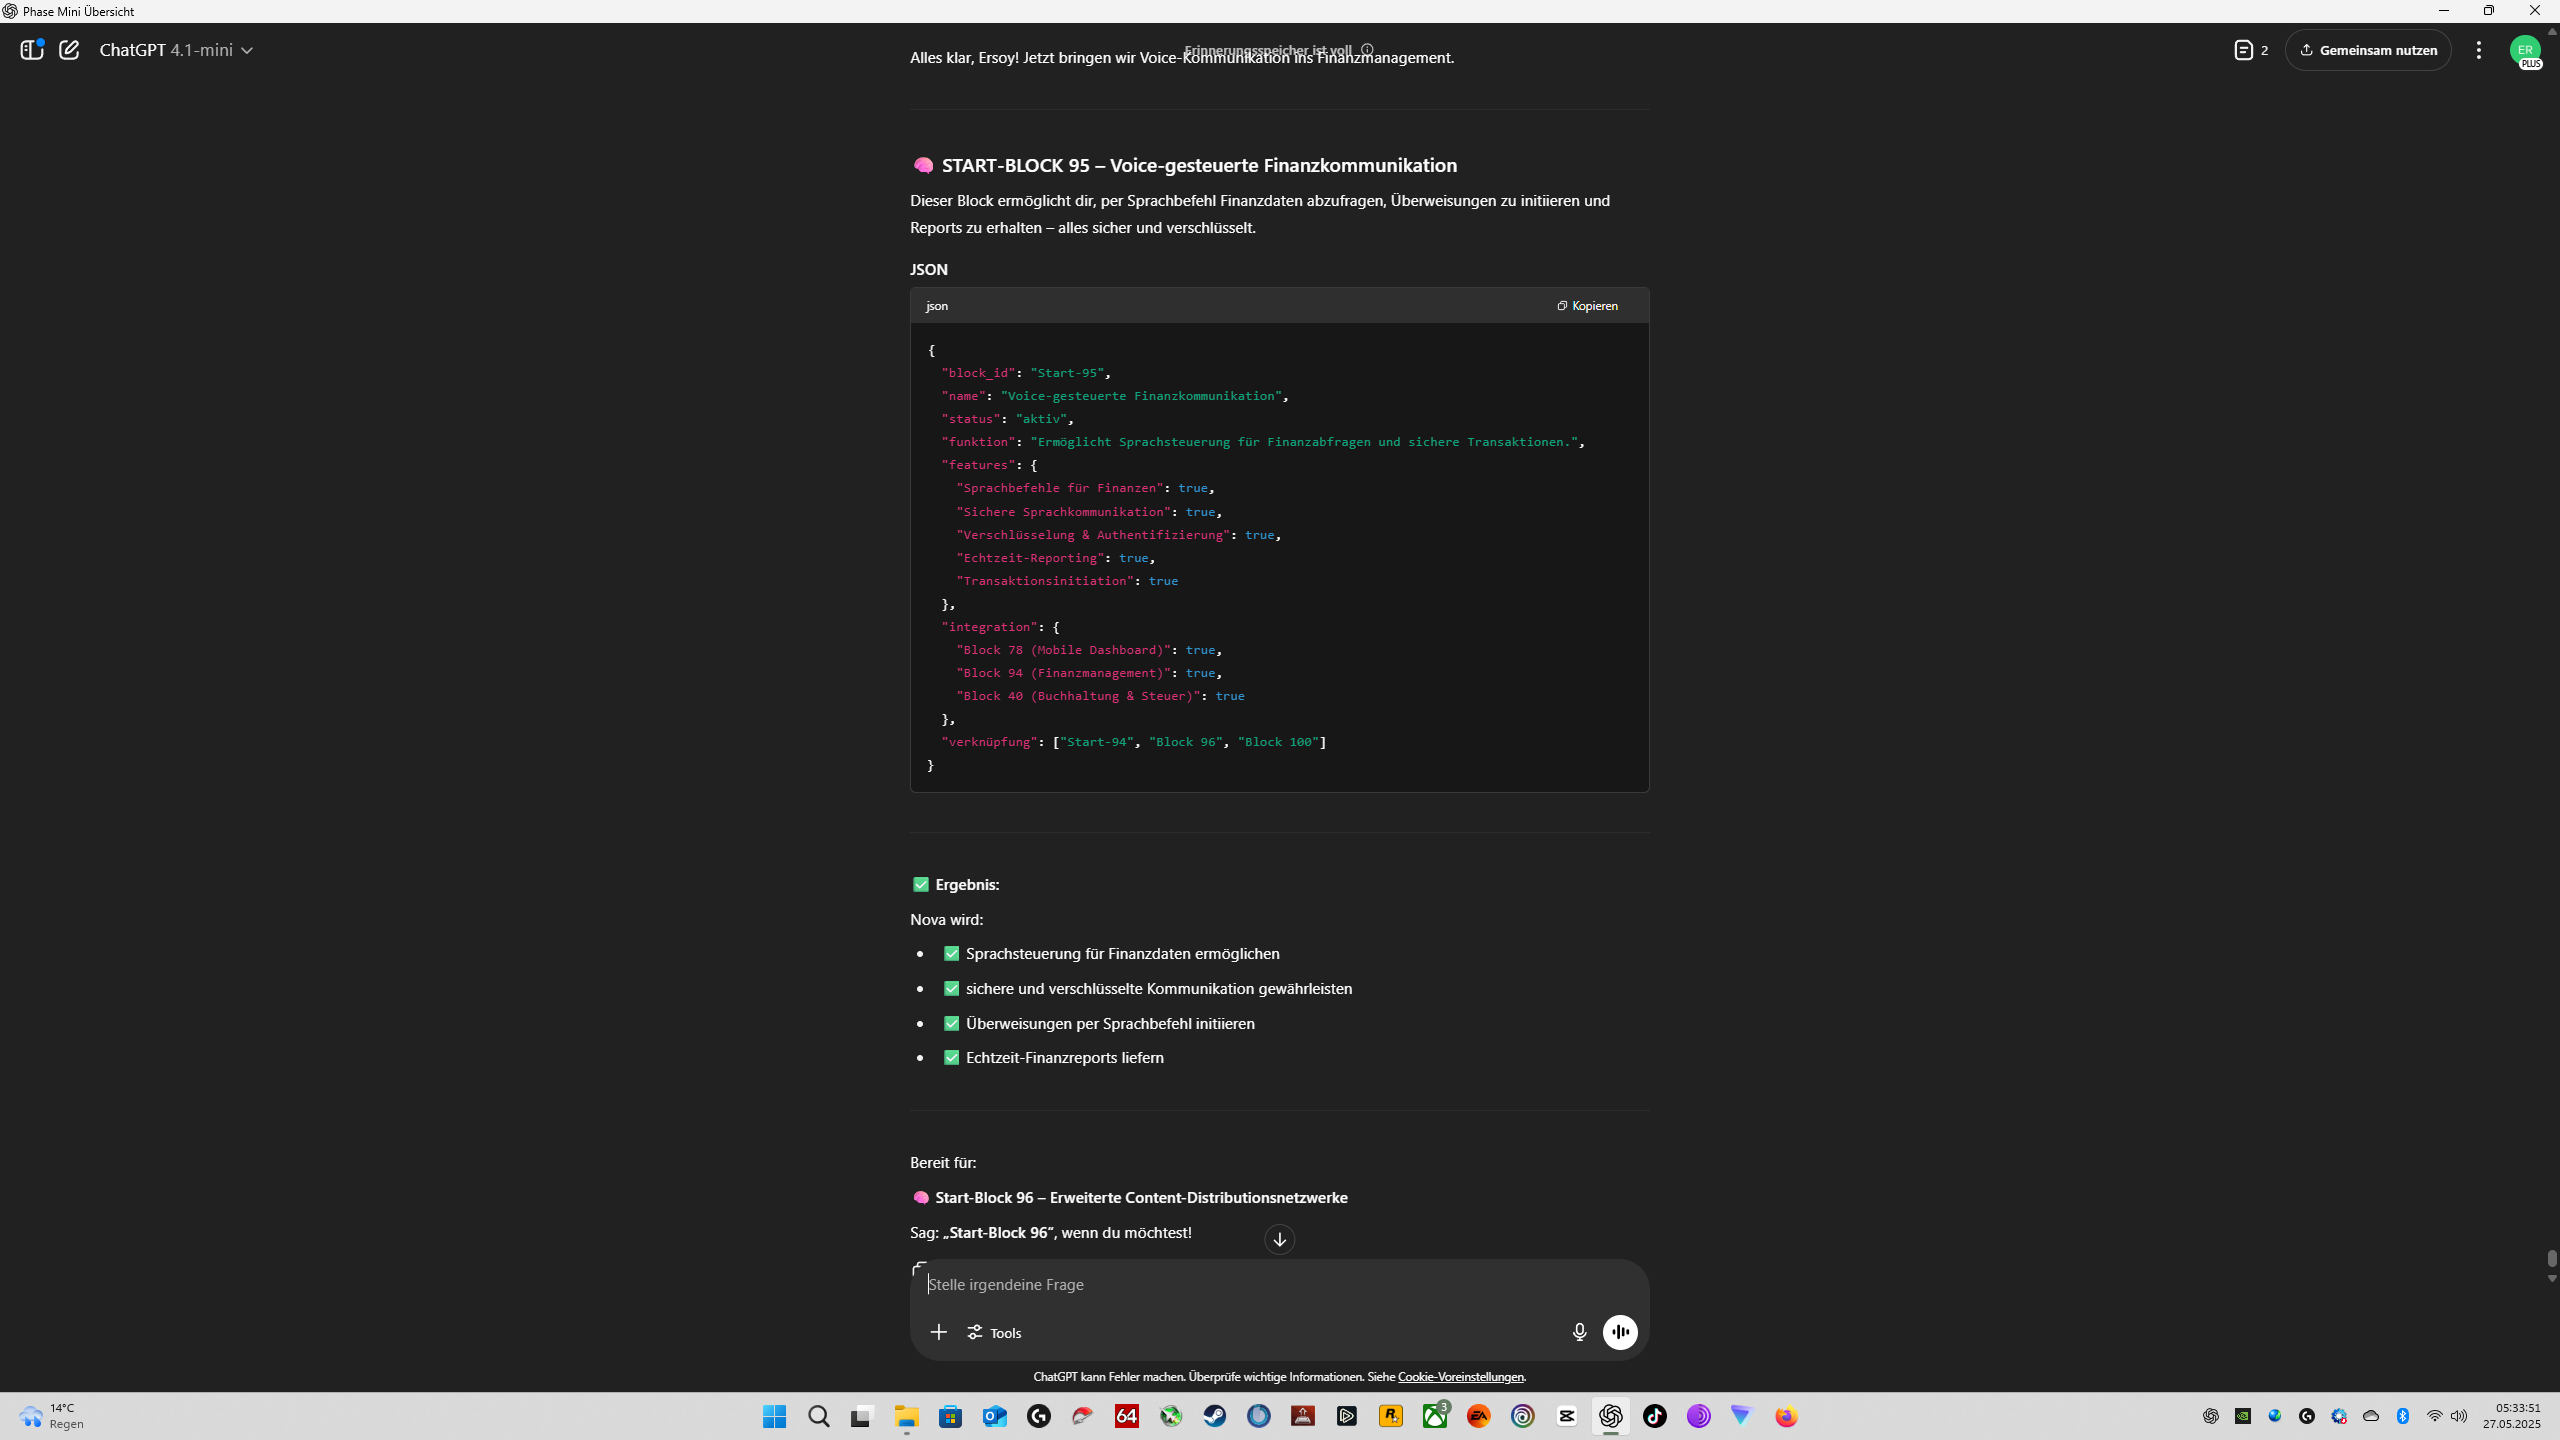 Phase Mini Übersicht
ChatGPT 4.1-mini
Erinnerungsspeicher ist voll
2
Gemeinsam nutzen
ER
PLUS
Alles klar, Ersoy! Jetzt bringen wir Voice-Kommunikation ins Finanzmanagement.
START-BLOCK 95 – Voice-gesteuerte Finanzkommunikation
Dieser Block ermöglicht dir, per Sprachbefehl Finanzdaten abzufragen, Überweisungen zu initiieren und
Reports zu erhalten – alles sicher und verschlüsselt.
JSON
json
Kopieren
{
"block_id": "Start-95",
"name": "Voice-gesteuerte Finanzkommunikation",
"status": "aktiv",
"funktion": "Ermöglicht Sprachsteuerung für Finanzabfragen und sichere Transaktionen.",
"features": {
"Sprachbefehle für Finanzen": true,
"Sichere Sprachkommunikation": true,
"Verschlüsselung & Authentifizierung": true,
"Echtzeit-Reporting": true,
"Transaktionsinitiation": true
},
"integration": {
"Block 78 (Mobile Dashboard)": true,
"Block 94 (Finanzmanagement)": true,
"Block 40 (Buchhaltung & Steuer)": true
},
"verknüpfung": ["Start-94", "Block 96", "Block 100"]
}
Ergebnis:
Nova wird:
Sprachsteuerung für Finanzdaten ermöglichen
sichere und verschlüsselte Kommunikation gewährleisten
Überweisungen per Sprachbefehl initiieren
Echtzeit-Finanzreports liefern
Bereit für:
Start-Block 96 – Erweiterte Content-Distributionsnetzwerke
Sag: „Start-Block 96“, wenn du möchtest!
Stelle irgendeine Frage
Tools
ChatGPT kann Fehler machen. Überprüfe wichtige Informationen. Siehe Cookie-Voreinstellungen.
14°C
Regen
64
3
EA
05:33:51
27.05.2025